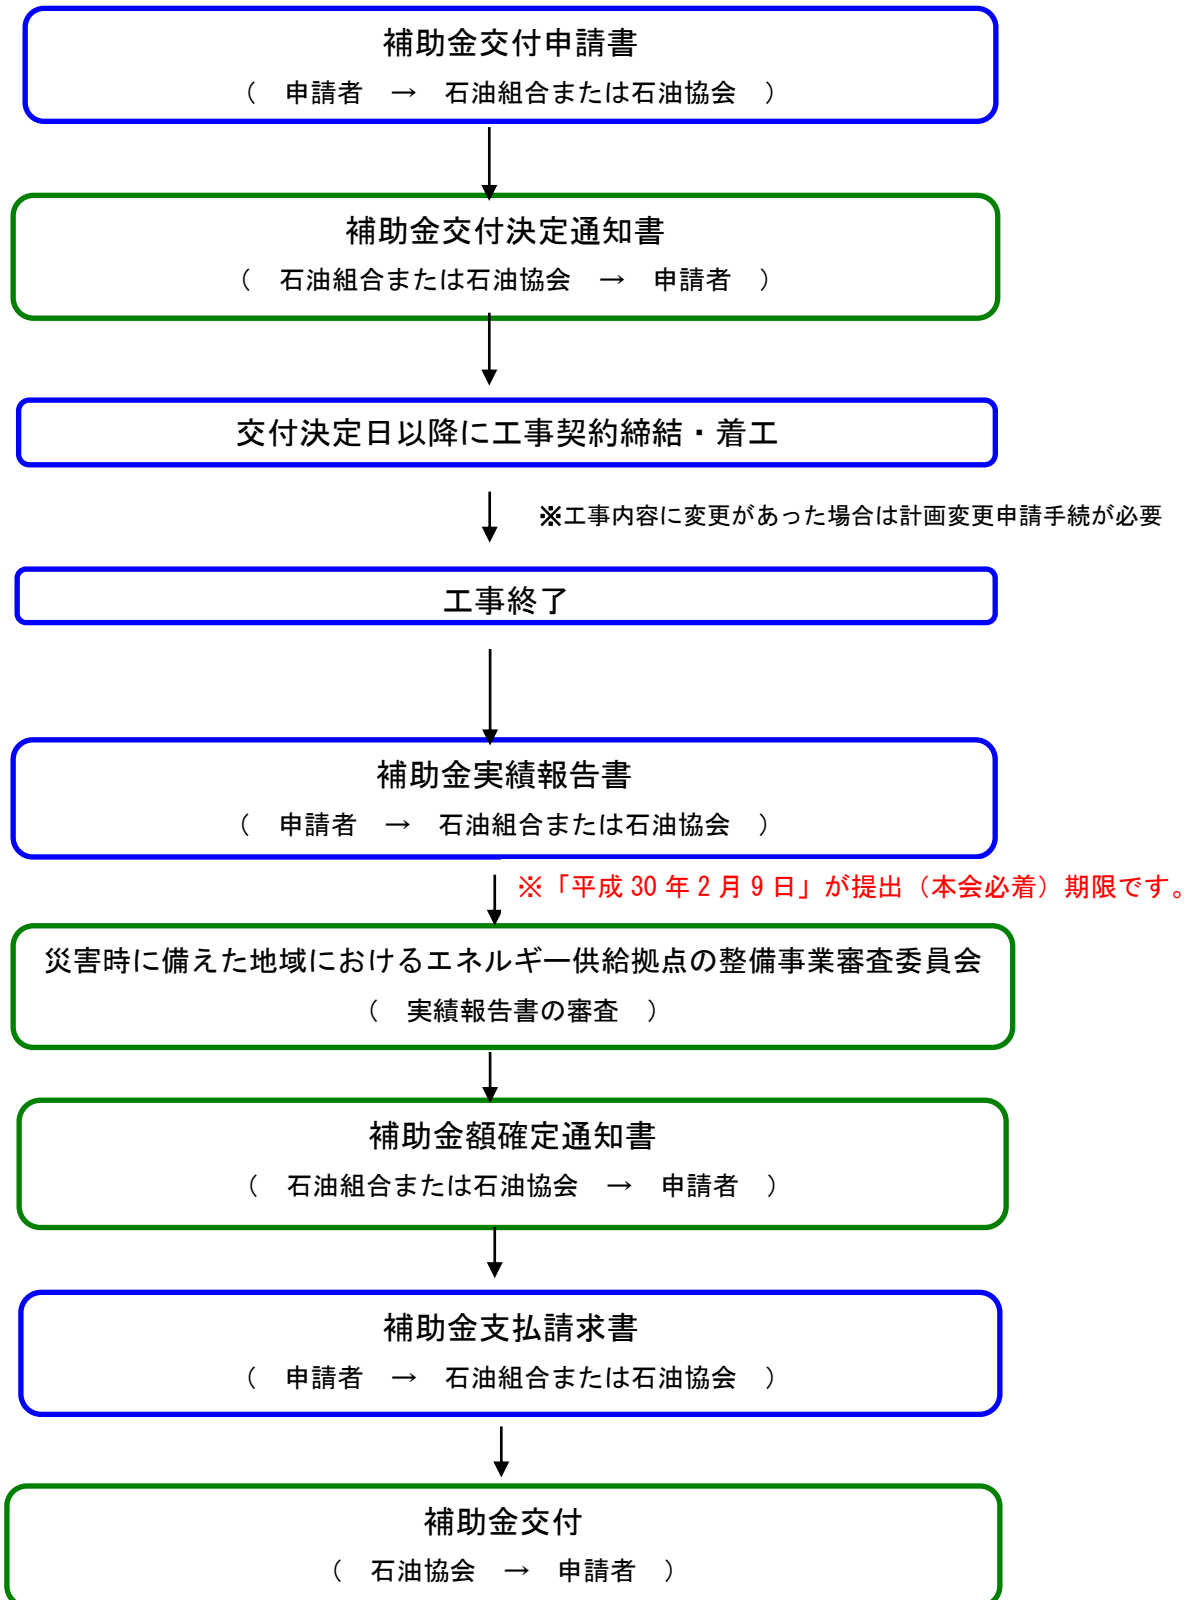 補助金交付申請書
（　申請者　→　石油組合または石油協会　）
補助金交付決定通知書
（　石油組合または石油協会　→　申請者　）
交付決定日以降に工事契約締結・着工
※工事内容に変更があった場合は計画変更申請手続が必要
工事終了
補助金実績報告書
（　申請者　→　石油組合または石油協会　）
※「平成 30 年 2 月 9 日」が提出（本会必着）期限です。
災害時に備えた地域におけるエネルギー供給拠点の整備事業審査委員会
（　実績報告書の審査　）
補助金額確定通知書
（　石油組合または石油協会　→　申請者　）
補助金支払請求書
（　申請者　→　石油組合または石油協会　）
補助金交付
（　石油協会　→　申請者　）